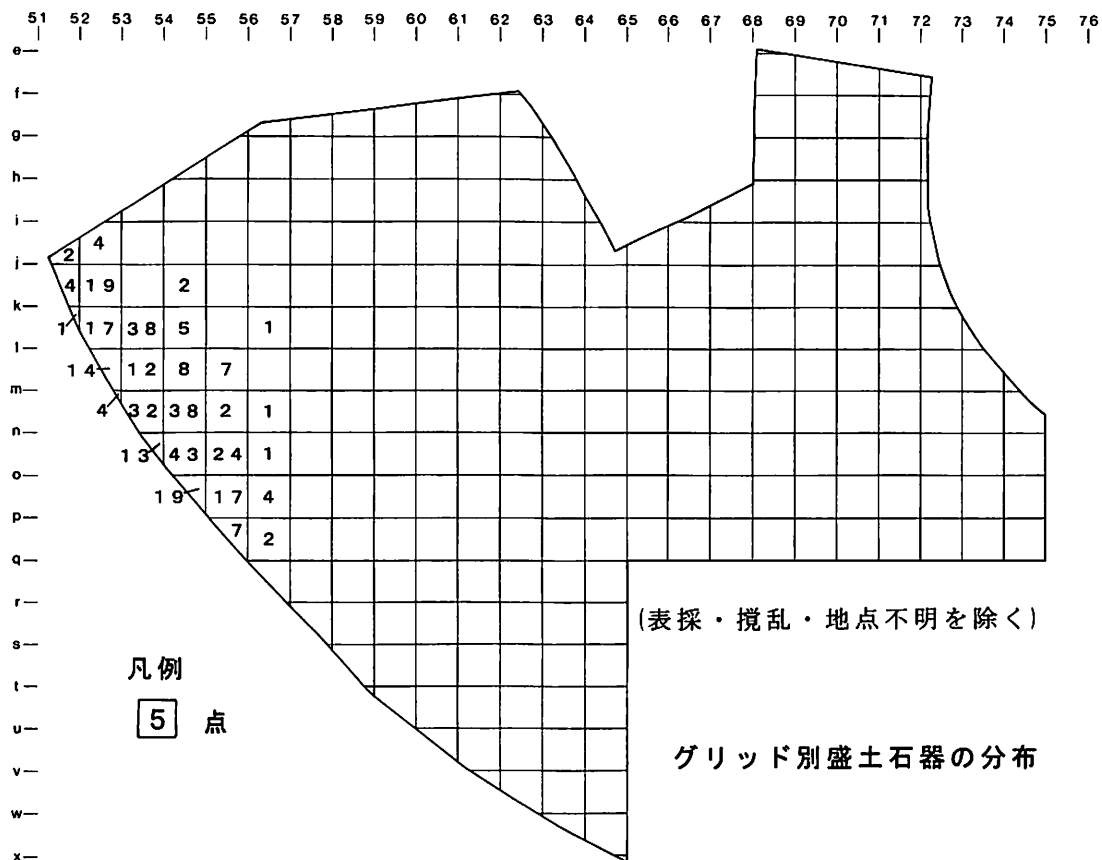 51 52 53 54 55 56 57 58 59 60 61 62 63 64 65 66 67 68 69 70 71 72 73 74 75 76
e
f
g
h
i
2 4
j
4 19 2
k
1 17 38 5 1
l
14 12 8 7
m
4 32 38 2 1
n
13 43 24 1
o
19 17 4
p
7 2
q
r
(表採・撹乱・地点不明を除く)
s
凡例
t
5 点
u
グリッド別盛土石器の分布
v
w
x